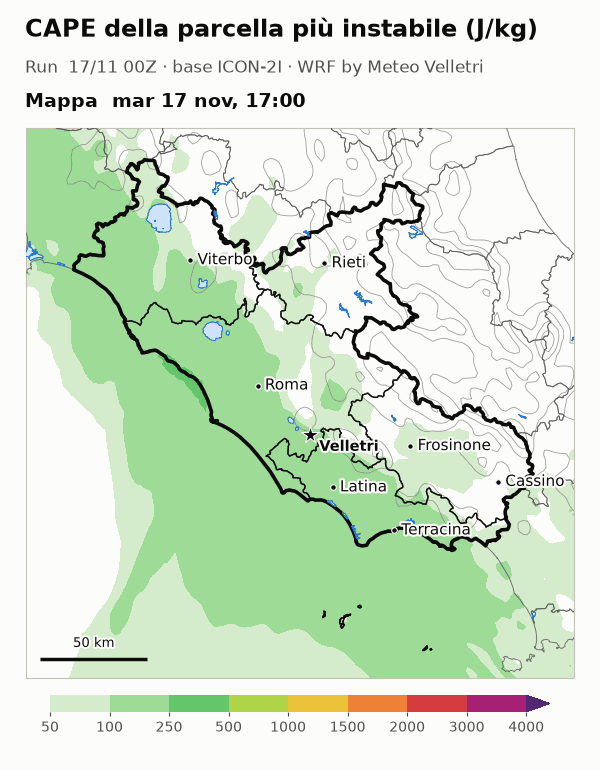 CAPE della parcella più instabile (J/kg)
Run 17/11 00Z · base ICON-2I · WRF by Meteo Velletri
Mappa mar 17 nov, 17:00
Viterbo
Rieti
Roma
Velletri
Frosinone
Latina
Cassino
Terracina
50 km
50 100 250 500 1000 1500 2000 3000 4000